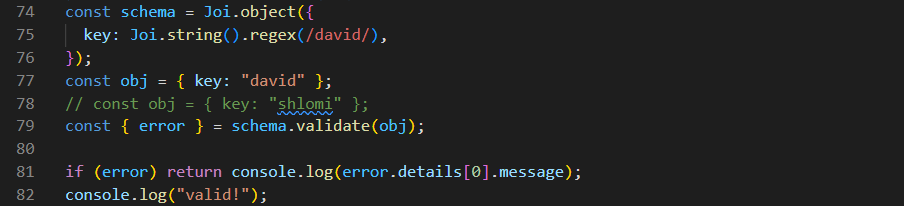 74 const schema = Joi.object({
75   key: Joi.string().regex(/david/),
76 });
77 const obj = { key: "david" };
78 // const obj = { key: "shlomi" };
79 const { error } = schema.validate(obj);
80
81 if (error) return console.log(error.details[0].message);
82 console.log("valid!");